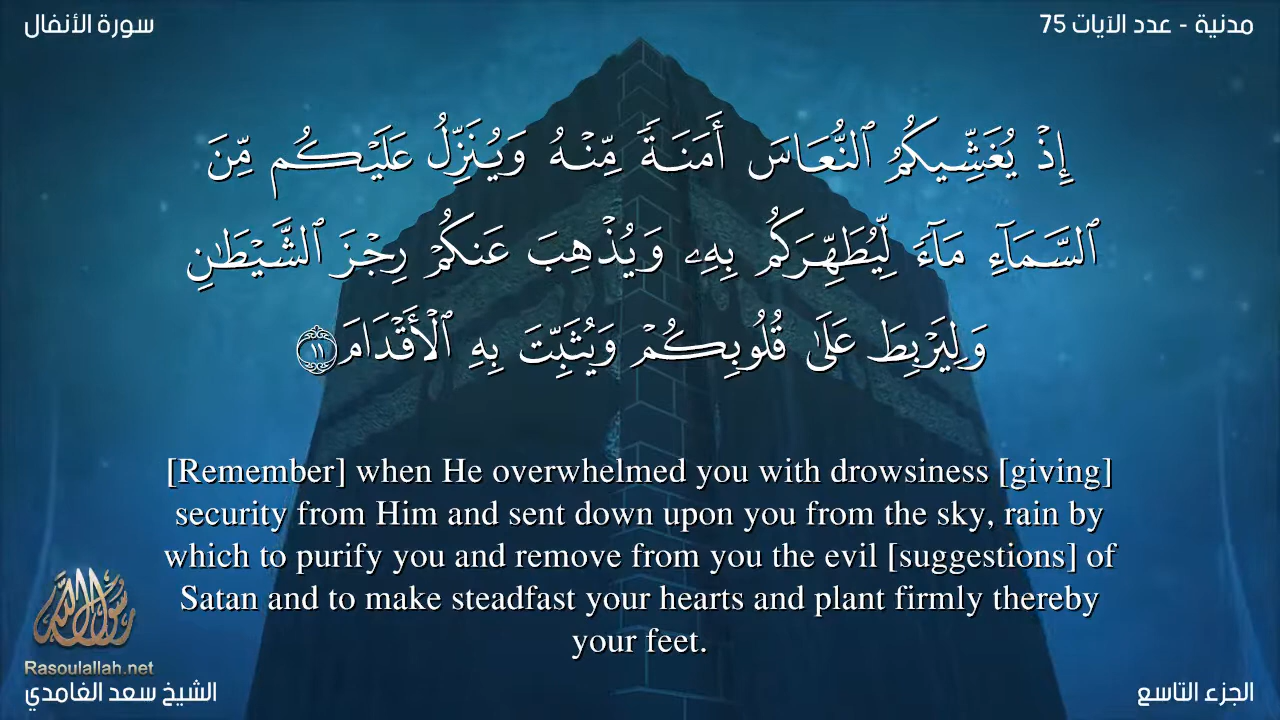 سورة الأنفال
مدنية - عدد الآيات 75
إِذْ يُغَشِّيكُمُ ٱلنُّعَاسَ أَمَنَةً مِّنْهُ وَيُنَزِّلُ عَلَيْكُم مِّنَ
ٱلسَّمَآءِ مَآءً لِّيُطَهِّرَكُم بِهِۦ وَيُذْهِبَ عَنكُمْ رِجْزَ ٱلشَّيْطَٰنِ
وَلِيَرْبِطَ عَلَىٰ قُلُوبِكُمْ وَيُثَبِّتَ بِهِ ٱلْأَقْدَامَ ١١
[Remember] when He overwhelmed you with drowsiness [giving]
security from Him and sent down upon you from the sky, rain by
which to purify you and remove from you the evil [suggestions] of
Satan and to make steadfast your hearts and plant firmly thereby
your feet.
رسول الله
Rasoulallah.net
الشيخ سعد الغامدي
الجزء التاسع